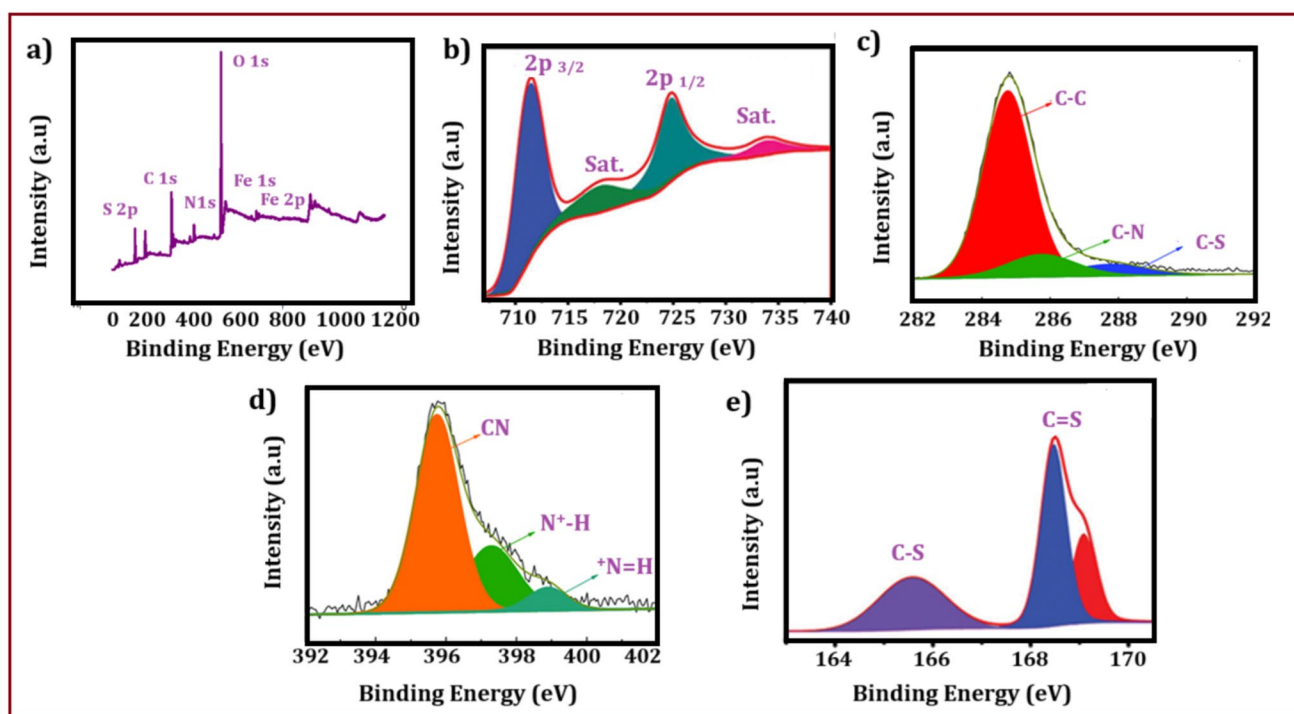 a)
O 1s
C 1s
Fe 1s
S 2p
N1s
Fe 2p
Intensity (a.u)
0 200 400 600 800 1000 1200
Binding Energy (eV)
b)
2p 3/2
2p 1/2
Sat.
Sat.
Intensity (a.u)
710 715 720 725 730 735 740
Binding Energy (eV)
c)
C-C
C-N
C-S
Intensity (a.u)
282 284 286 288 290 292
Binding Energy (eV)
d)
CN
N+-H
+N=H
Intensity (a.u)
392 394 396 398 400 402
Binding Energy (eV)
e)
C=S
C-S
Intensity (a.u)
164 166 168 170
Binding Energy (eV)